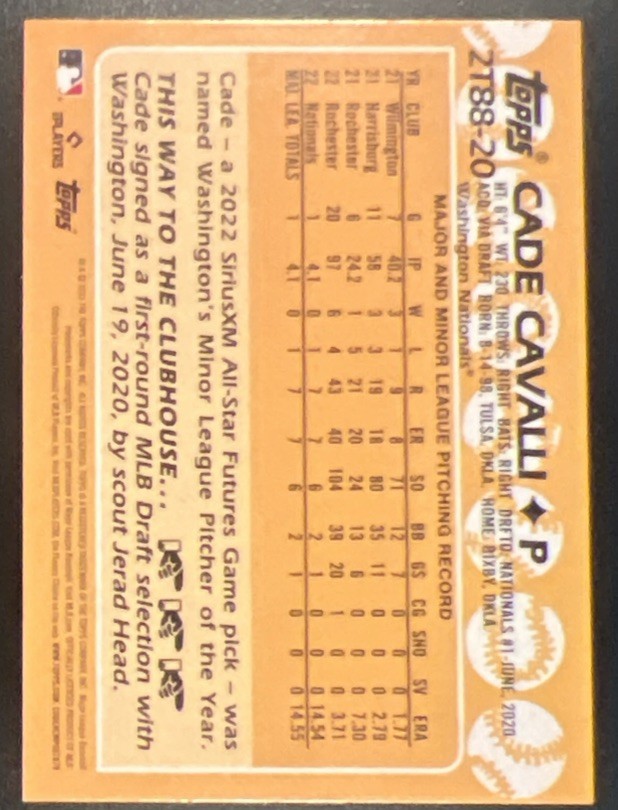 topps® CADE CAVALLI ✦ P
2T88-20
HT: 6'4" WT: 230 THROWS: RIGHT BATS: RIGHT DRFTD: NATIONALS #1-JUNE, 2020
ACQ: VIA DRAFT BORN: 8-14-98, TULSA, OKLA. HOME: BIXBY, OKLA.
Washington Nationals®
MAJOR AND MINOR LEAGUE PITCHING RECORD
YR CLUB G IP W L R ER SO BB GS CG SHO SV ERA
21 Wilmington 7 40.2 3 1 9 8 71 12 7 0 0 0 1.77
21 Harrisburg 11 58 3 3 19 18 80 35 11 0 0 0 2.79
21 Rochester 6 24.2 1 5 21 20 24 13 6 0 0 0 7.30
22 Rochester 20 97 6 4 43 40 104 39 20 1 0 0 3.71
22 Nationals 1 4.1 0 1 7 7 6 2 1 0 0 0 14.54
MAJ. LEA. TOTALS 1 4.1 0 1 7 7 6 2 1 0 0 0 14.55
Cade – a 2022 SiriusXM All-Star Futures Game pick – was
named Washington's Minor League Pitcher of the Year.
THIS WAY TO THE CLUBHOUSE...
Cade signed as a first-round MLB Draft selection with
Washington, June 19, 2020, by scout Jerad Head.
PLAYERS topps